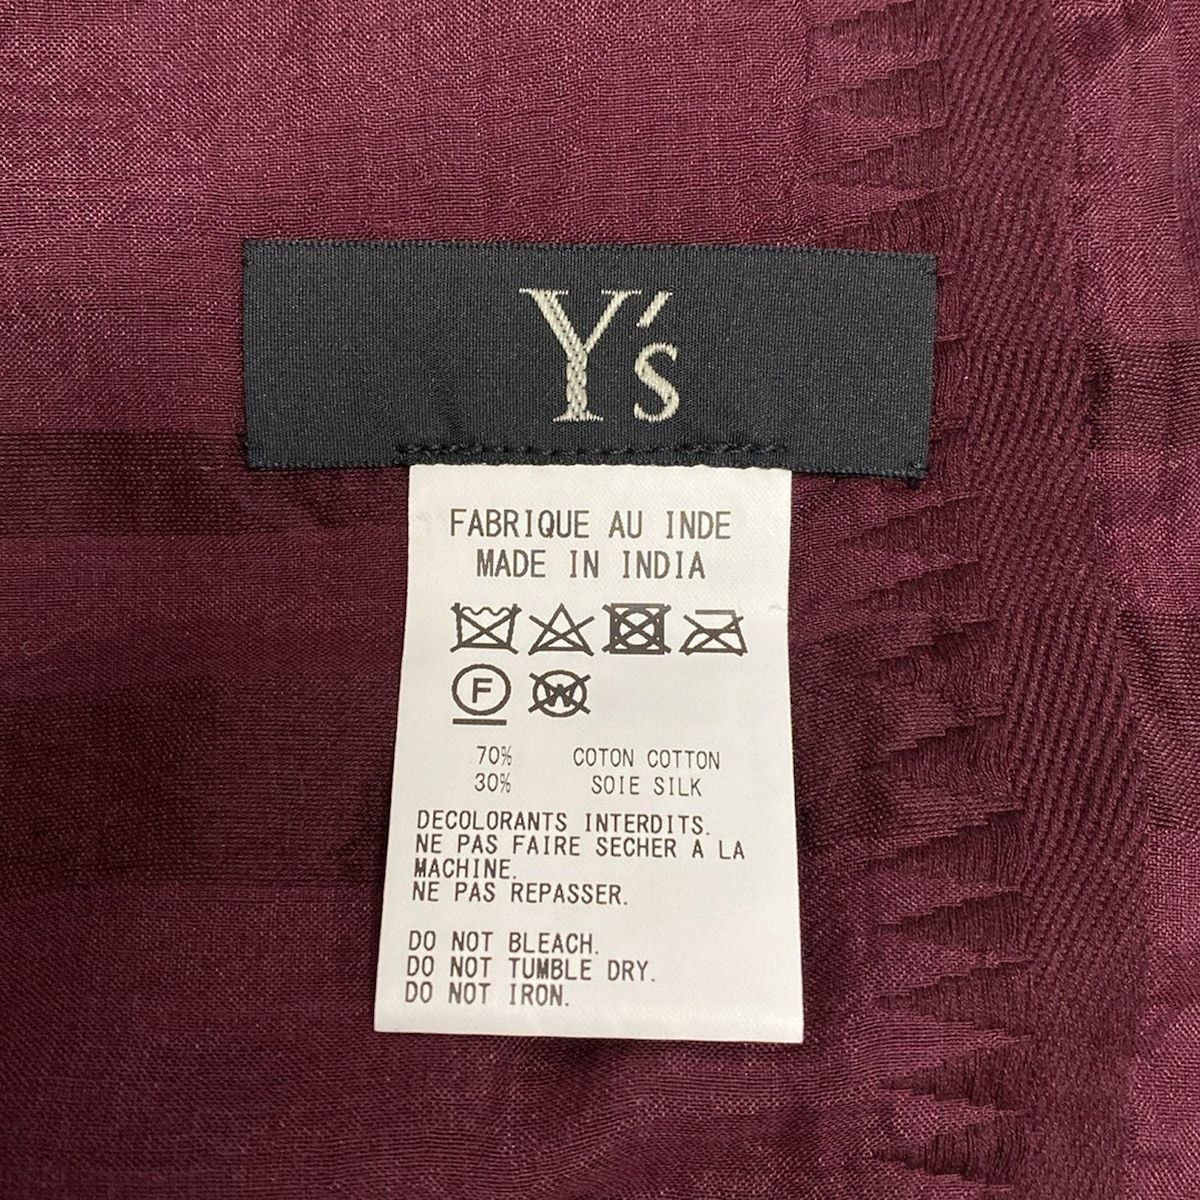 Y's
FABRIQUE AU INDE
MADE IN INDIA
F W
70% COTON COTTON
30% SOIE SILK
DECOLORANTS INTERDITS.
NE PAS FAIRE SECHER A LA
MACHINE.
NE PAS REPASSER.
DO NOT BLEACH.
DO NOT TUMBLE DRY.
DO NOT IRON.